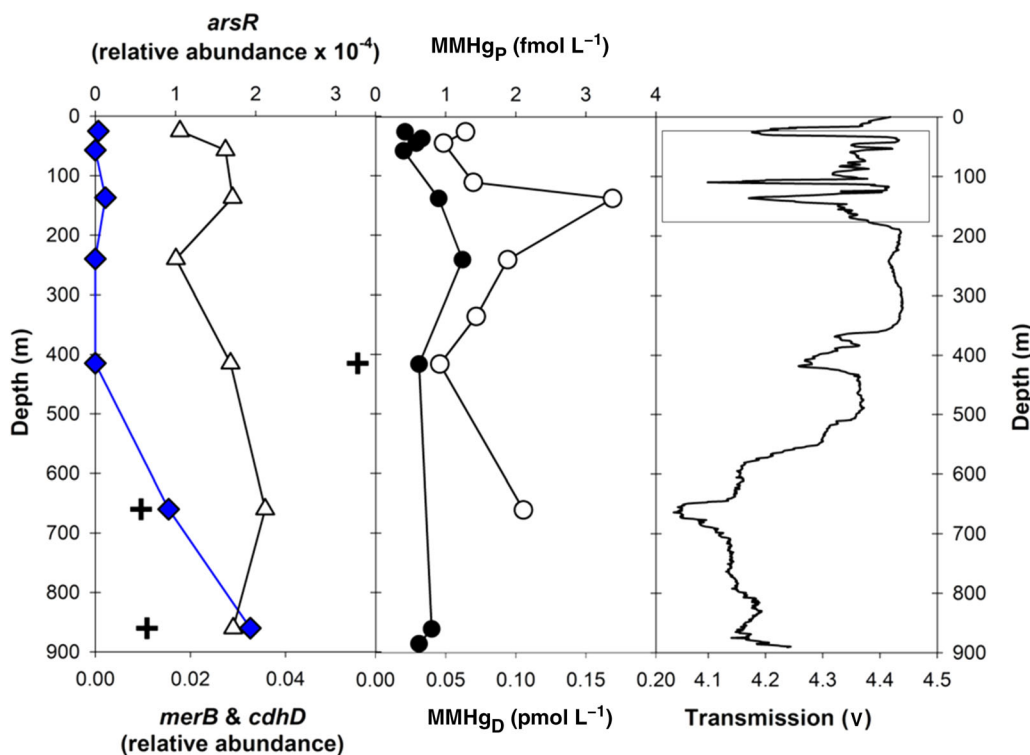 arsR
(relative abundance x 10⁻⁴)
MMHgP (fmol L⁻¹)
0 1 2 3 0 1 2 3 4
0 0
100 100
200 200
300 300
400 400
500 500
600 600
700 700
800 800
900 900
Depth (m)
Depth (m)
0.00 0.02 0.04 0.00 0.05 0.10 0.15 0.20 4.1 4.2 4.3 4.4 4.5
merB & cdhD
(relative abundance)
MMHgD (pmol L⁻¹)
Transmission (v)